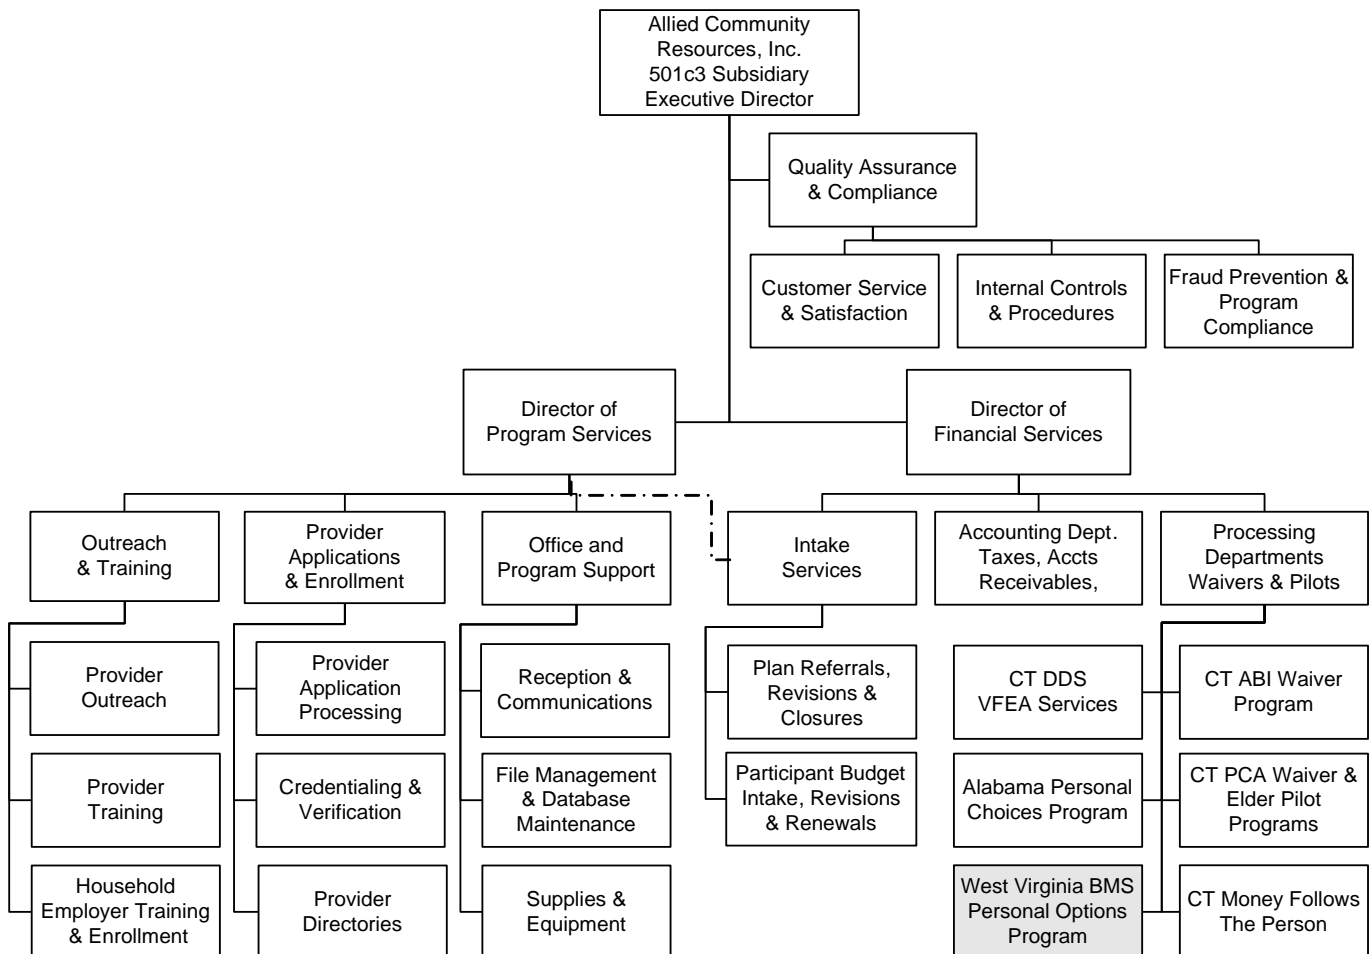 Allied Community
Resources, Inc.
501c3 Subsidiary
Executive Director
Quality Assurance
& Compliance
Customer Service
& Satisfaction
Internal Controls
& Procedures
Fraud Prevention &
Program
Compliance
Director of
Program Services
Director of
Financial Services
Outreach
& Training
Provider
Applications
& Enrollment
Office and
Program Support
Intake
Services
Accounting Dept.
Taxes, Accts
Receivables,
Processing
Departments
Waivers & Pilots
Provider
Outreach
Provider
Application
Processing
Reception &
Communications
Plan Referrals,
Revisions &
Closures
CT DDS
VFEA Services
CT ABI Waiver
Program
Provider
Training
Credentialing &
Verification
File Management
& Database
Maintenance
Participant Budget
Intake, Revisions
& Renewals
Alabama Personal
Choices Program
CT PCA Waiver &
Elder Pilot
Programs
Household
Employer Training
& Enrollment
Provider
Directories
Supplies &
Equipment
West Virginia BMS
Personal Options
Program
CT Money Follows
The Person